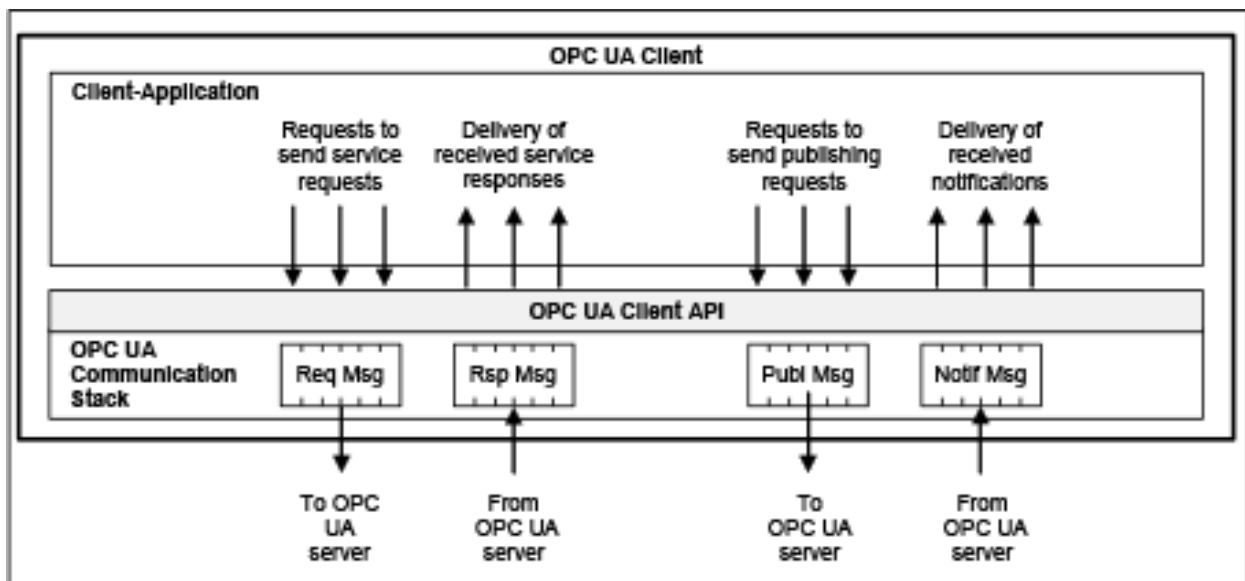 OPC UA Client
Client-Application
Requests to
send service
requests
Delivery of
received service
responses
Requests to
send publishing
requests
Delivery of
received
notifications
OPC UA Client API
OPC UA
Communication
Stack
Req Msg
Rsp Msg
Publ Msg
Notif Msg
To OPC
UA
server
From
OPC UA
server
To
OPC UA
server
From
OPC UA
server